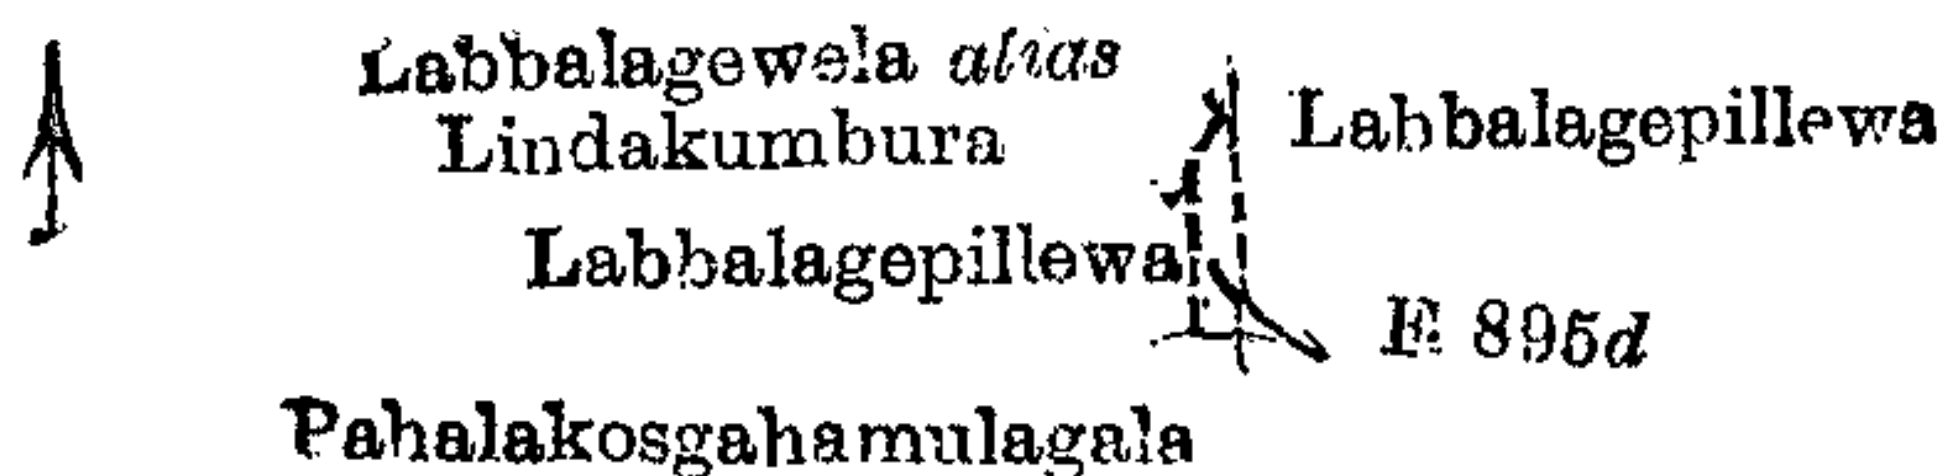 Labbalagewela alias
Lindakumbura
Labbalagepillewa
Labbalagepillewa
F 895d
Pahalakosgahamulagala